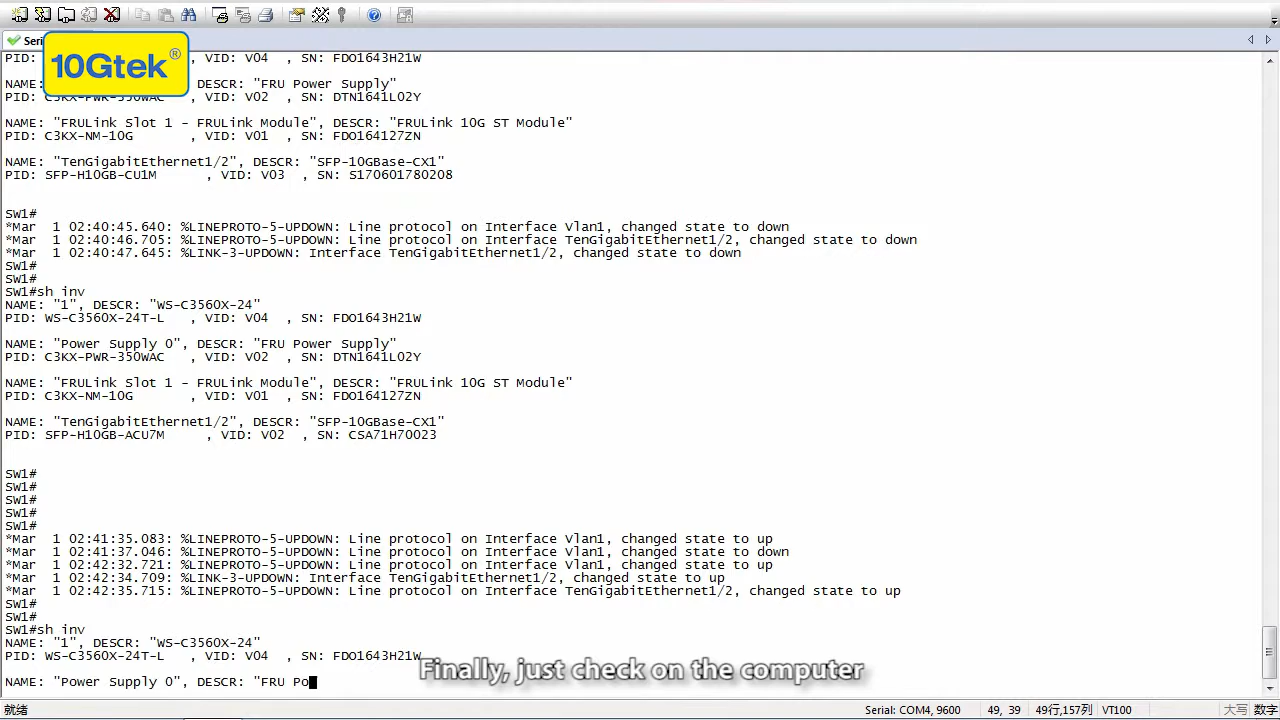 Seri
10Gtek®
PID: , VID: V04 , SN: FDO1643H21W
DESCR: "FRU Power Supply"
PID: C3KX-PWR-350WAC , VID: V02 , SN: DTN1641L02Y
NAME: "FRULink Slot 1 - FRULink Module", DESCR: "FRULink 10G ST Module"
PID: C3KX-NM-10G , VID: V01 , SN: FDO164127ZN
NAME: "TenGigabitEthernet1/2", DESCR: "SFP-10GBase-CX1"
PID: SFP-H10GB-CU1M , VID: V03 , SN: S170601780208
SW1#
*Mar 1 02:40:45.640: %LINEPROTO-5-UPDOWN: Line protocol on Interface Vlan1, changed state to down
*Mar 1 02:40:46.705: %LINEPROTO-5-UPDOWN: Line protocol on Interface TenGigabitEthernet1/2, changed state to down
*Mar 1 02:40:47.645: %LINK-3-UPDOWN: Interface TenGigabitEthernet1/2, changed state to down
SW1#
SW1#
SW1#sh inv
NAME: "1", DESCR: "WS-C3560X-24"
PID: WS-C3560X-24T-L , VID: V04 , SN: FDO1643H21W
NAME: "Power Supply 0", DESCR: "FRU Power Supply"
PID: C3KX-PWR-350WAC , VID: V02 , SN: DTN1641L02Y
NAME: "FRULink Slot 1 - FRULink Module", DESCR: "FRULink 10G ST Module"
PID: C3KX-NM-10G , VID: V01 , SN: FDO164127ZN
NAME: "TenGigabitEthernet1/2", DESCR: "SFP-10GBase-CX1"
PID: SFP-H10GB-ACU7M , VID: V02 , SN: CSA71H70023
SW1#
SW1#
SW1#
SW1#
SW1#
*Mar 1 02:41:35.083: %LINEPROTO-5-UPDOWN: Line protocol on Interface Vlan1, changed state to up
*Mar 1 02:41:37.046: %LINEPROTO-5-UPDOWN: Line protocol on Interface Vlan1, changed state to down
*Mar 1 02:42:32.721: %LINEPROTO-5-UPDOWN: Line protocol on Interface Vlan1, changed state to up
*Mar 1 02:42:34.709: %LINK-3-UPDOWN: Interface TenGigabitEthernet1/2, changed state to up
*Mar 1 02:42:35.715: %LINEPROTO-5-UPDOWN: Line protocol on Interface TenGigabitEthernet1/2, changed state to up
SW1#
SW1#
SW1#sh inv
NAME: "1", DESCR: "WS-C3560X-24"
PID: WS-C3560X-24T-L , VID: V04 , SN: FDO1643H21W
Finally, just check on the computer
NAME: "Power Supply 0", DESCR: "FRU Po
就绪 Serial: COM4, 9600 49, 39 49行,157列 VT100 大写 数字